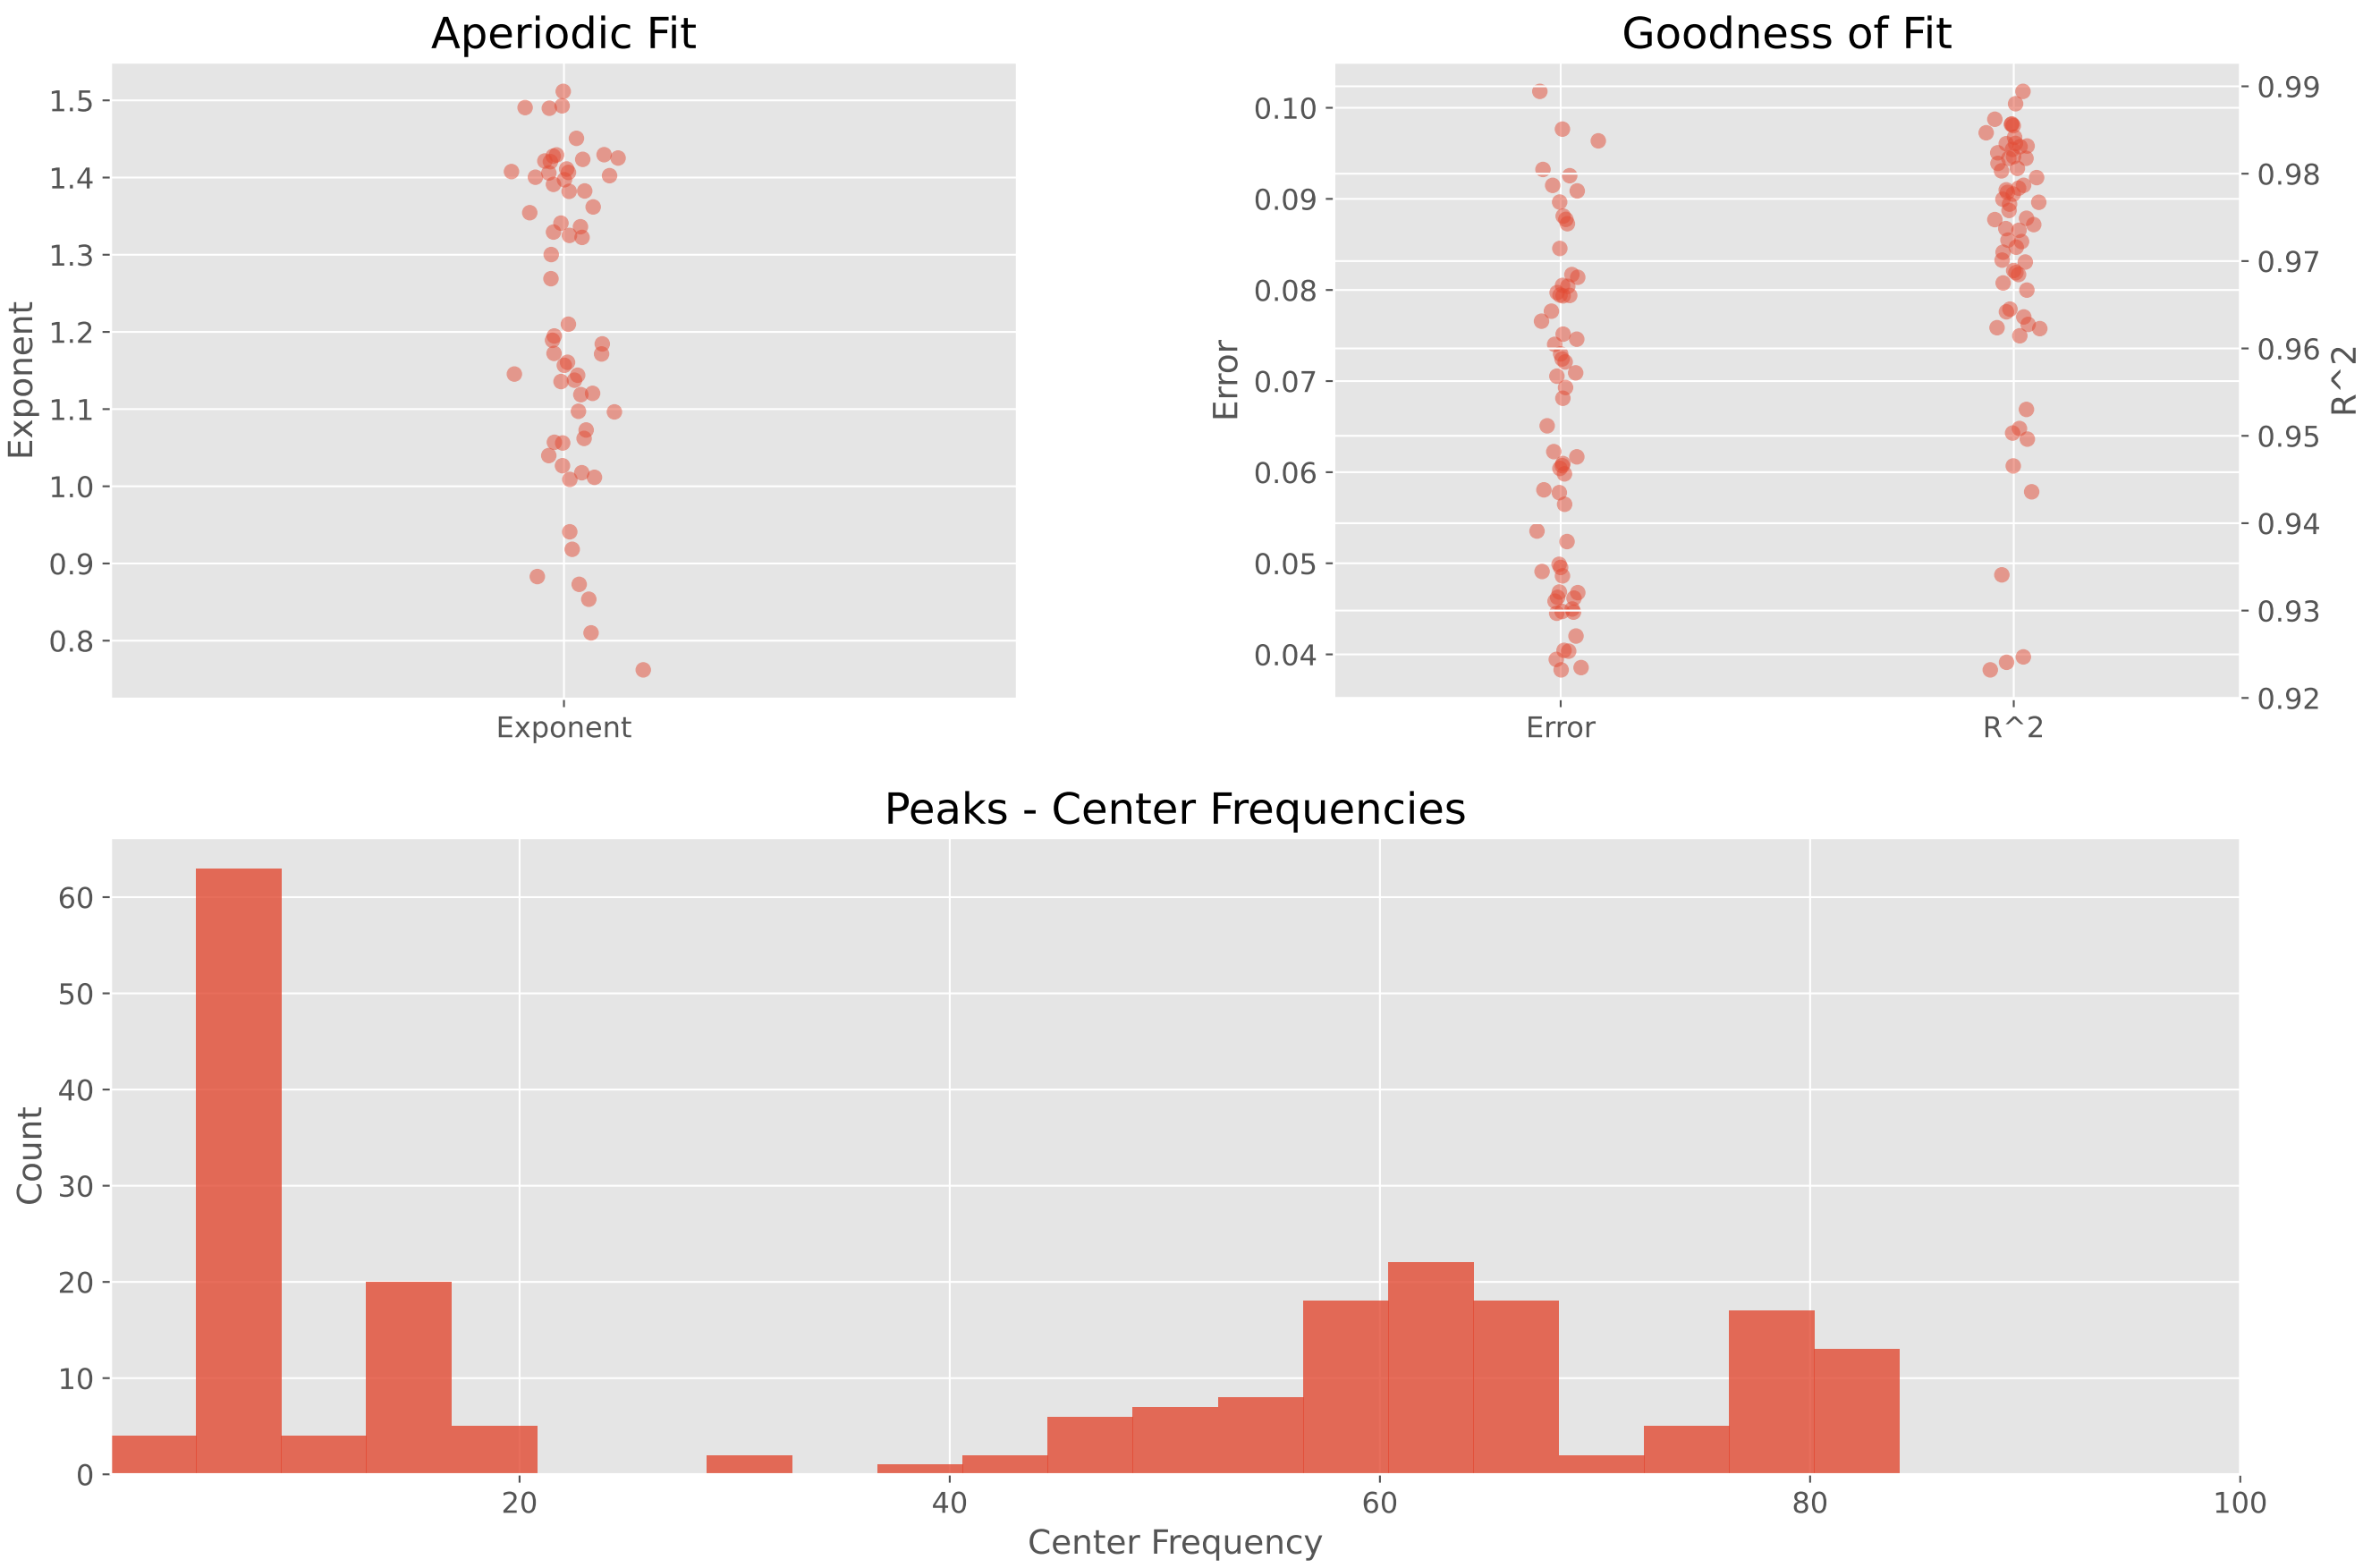 Aperiodic Fit
Exponent
1.5
1.4
1.3
1.2
1.1
1.0
0.9
0.8
Exponent
Goodness of Fit
Error
0.10
0.09
0.08
0.07
0.06
0.05
0.04
0.99
0.98
0.97
0.96
0.95
0.94
0.93
0.92
R^2
Error R^2
Peaks - Center Frequencies
Count
60
50
40
30
20
10
0
20 40 60 80 100
Center Frequency